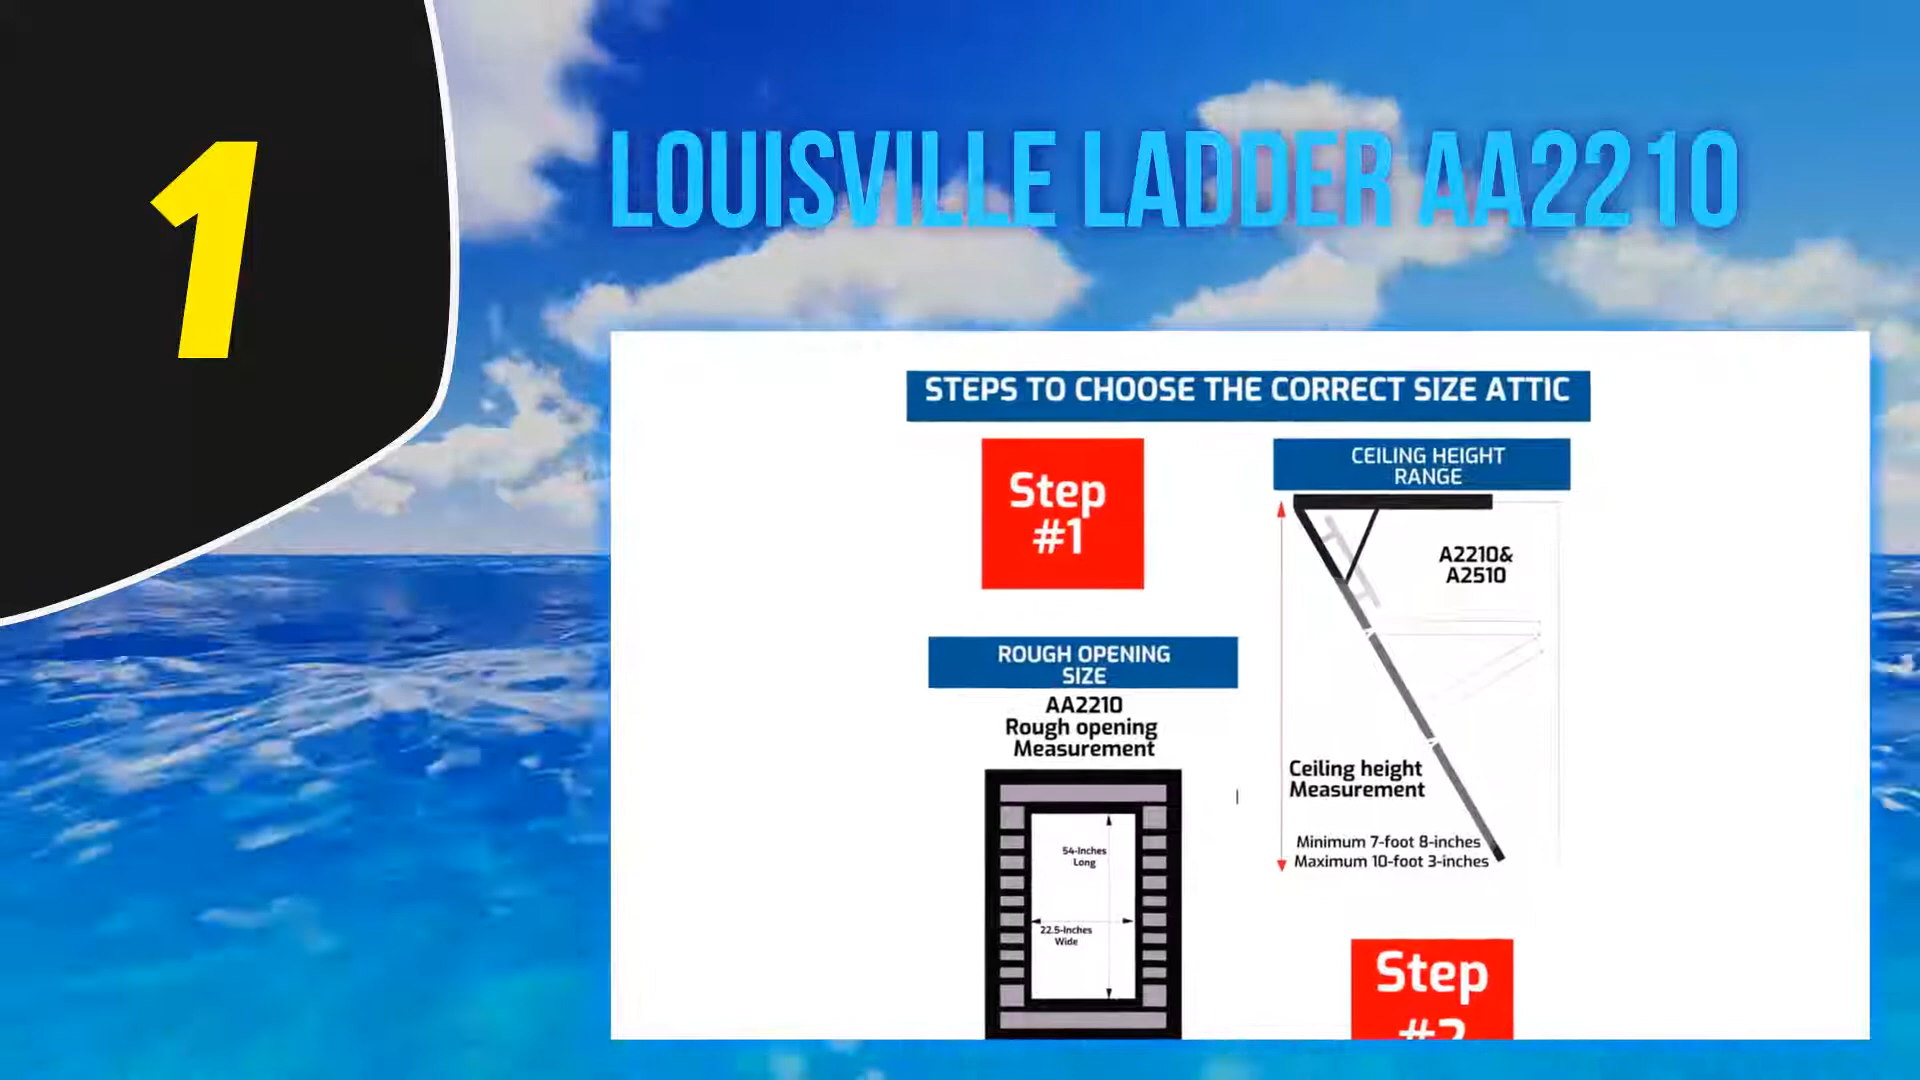 1
LOUISVILLE LADDER AA2210
STEPS TO CHOOSE THE CORRECT SIZE ATTIC
Step
#1
CEILING HEIGHT
RANGE
A2210&
A2510
ROUGH OPENING
SIZE
AA2210
Rough opening
Measurement
54-Inches
Long
22.5-Inches
Wide
Ceiling height
Measurement
Minimum 7-foot 8-inches
Maximum 10-foot 3-inches
Step
#2